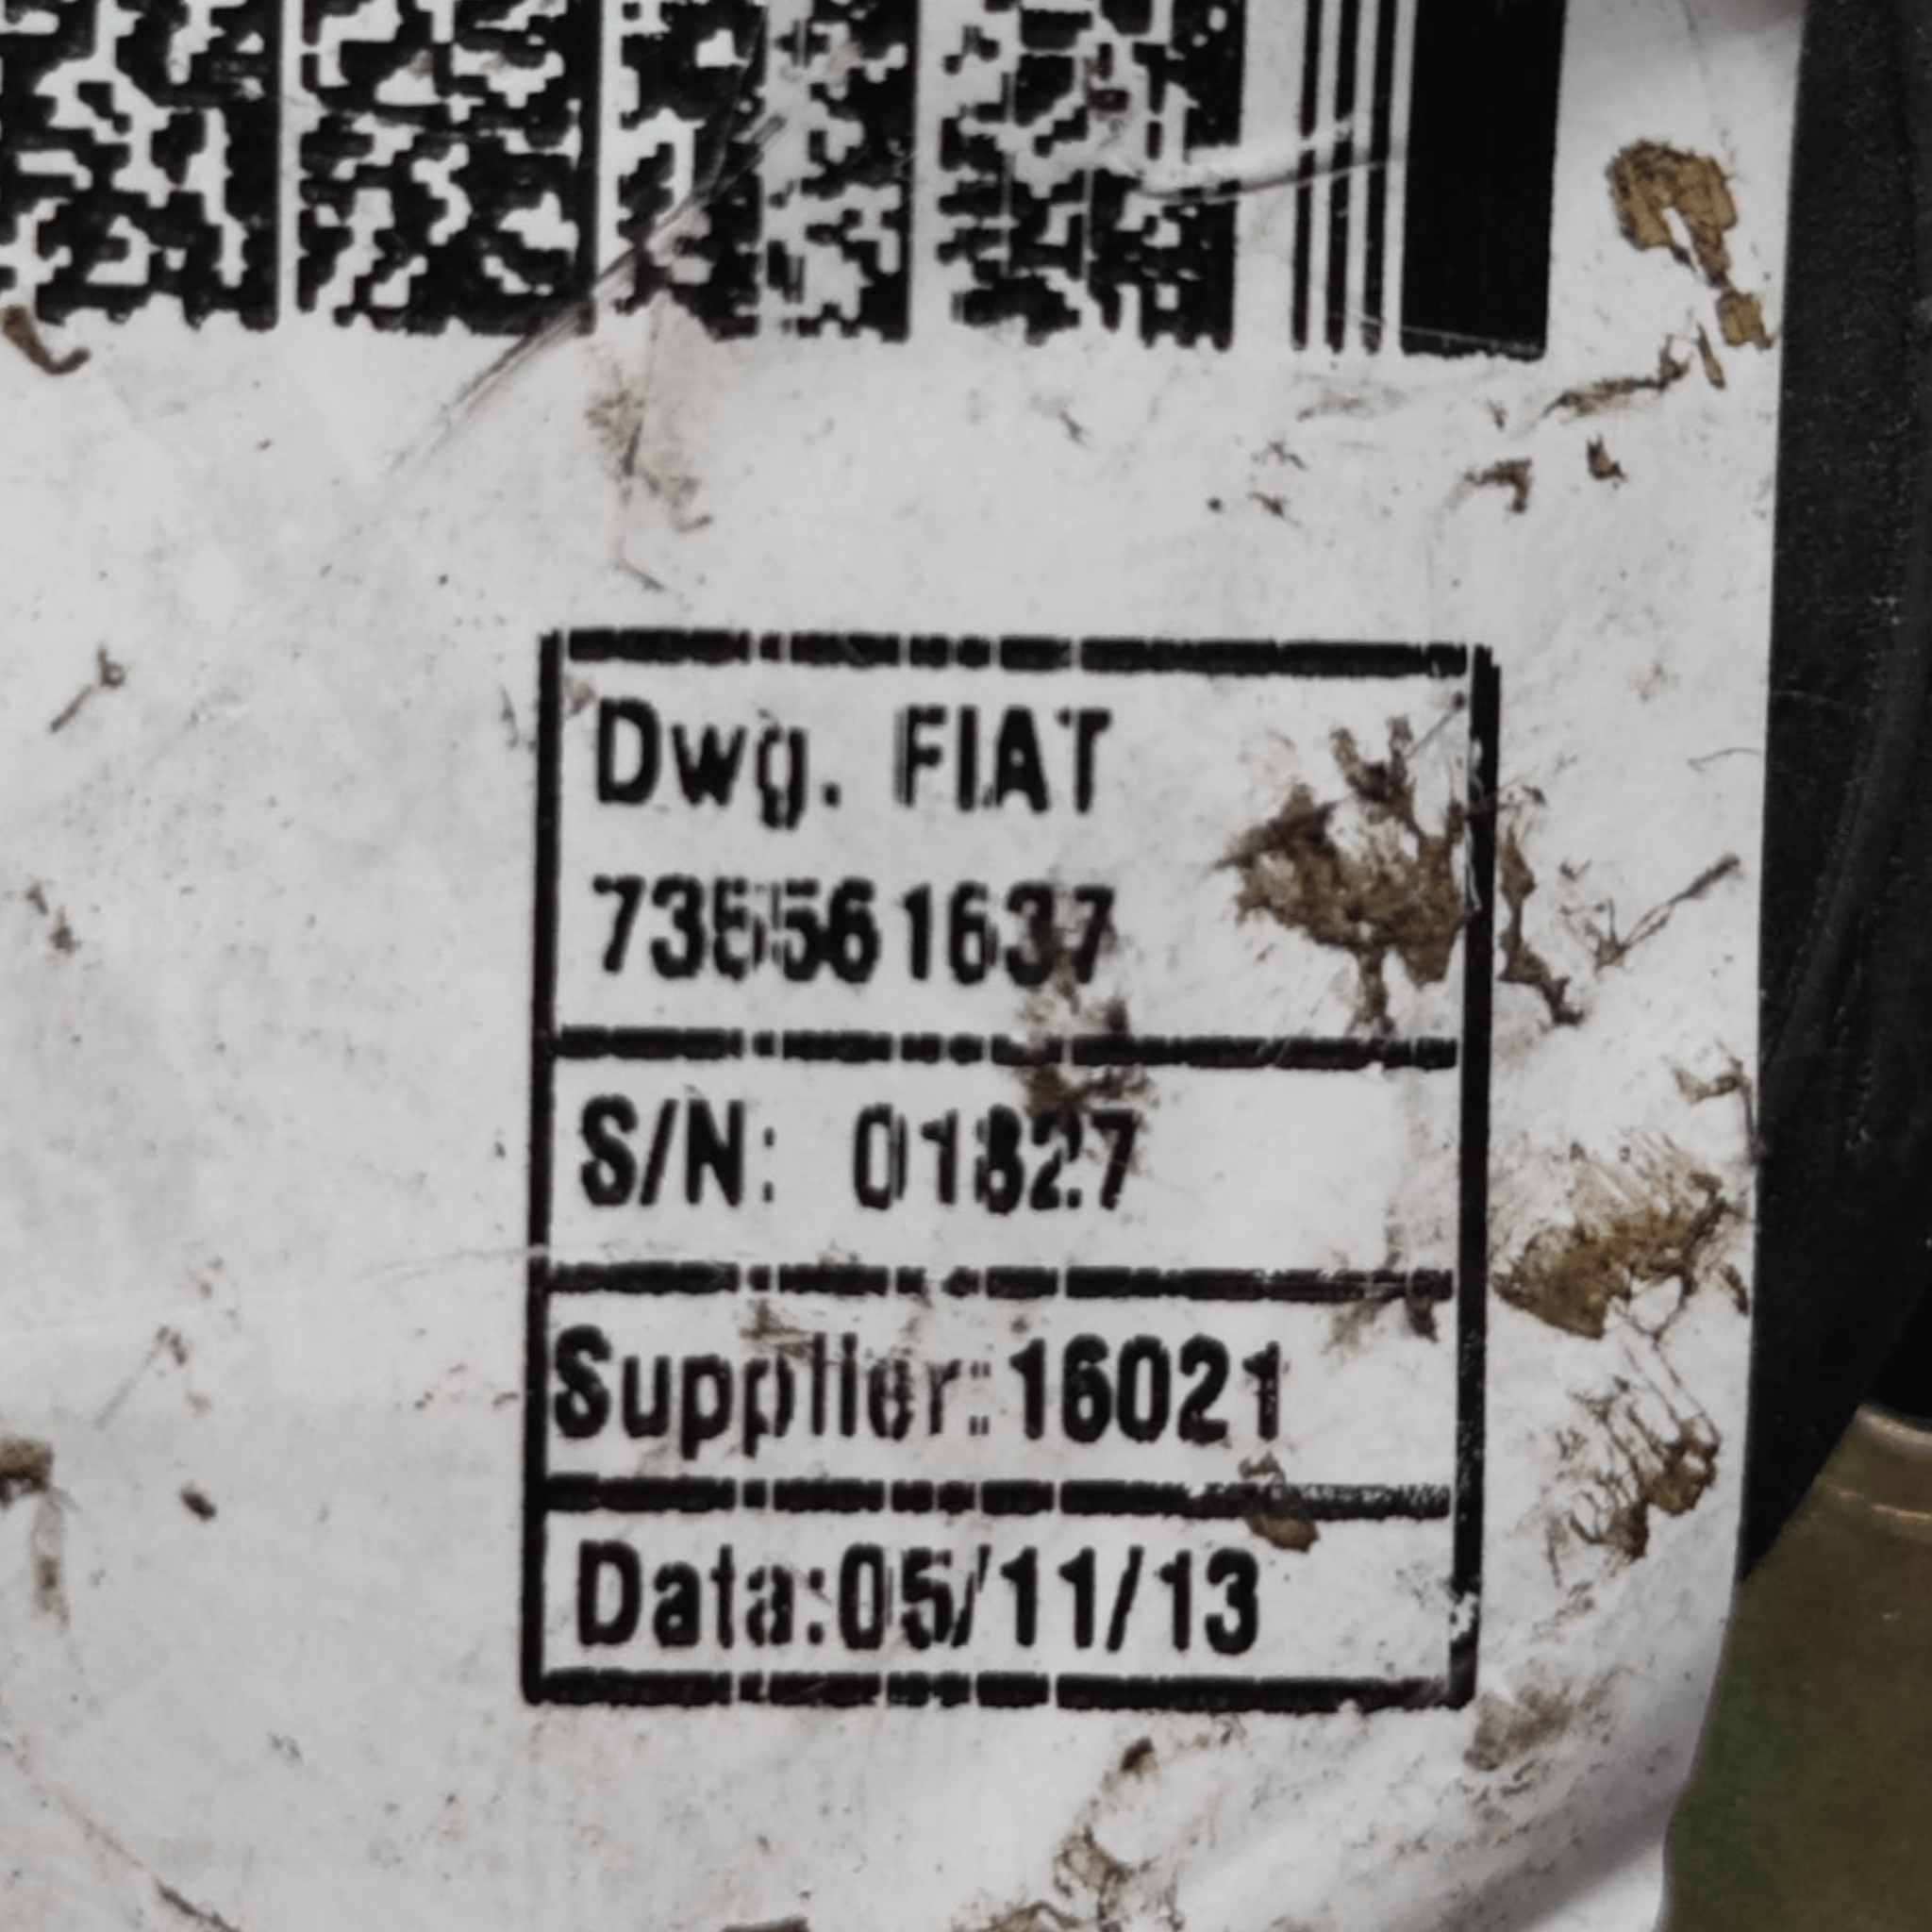 Dwg. FIAT
735561637
S/N: 01827
Supplier:16021
Data:05/11/13